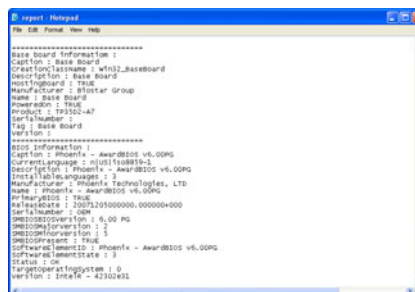 report - Notepad
File Edit Format View Help
==============================
Base board information :
Caption : Base Board
CreationClassName : Win32_BaseBoard
Description : Base Board
HostingBoard : TRUE
Manufacturer : Biostar Group
Name : Base Board
PoweredOn : TRUE
Product : TP35D2-A7
SerialNumber :
Tag : Base Board
Version :
==============================
BIOS Information :
Caption : Phoenix - AwardBIOS v6.00PG
CurrentLanguage : n|US|iso8859-1
Description : Phoenix - AwardBIOS v6.00PG
InstallableLanguages : 3
Manufacturer : Phoenix Technologies, LTD
Name : Phoenix - AwardBIOS v6.00PG
PrimaryBIOS : TRUE
ReleaseDate : 20071205000000.000000+000
SerialNumber : OEM
SMBIOSBIOSVersion : 6.00 PG
SMBIOSMajorVersion : 2
SMBIOSMinorVersion : 5
SMBIOSPresent : TRUE
SoftwareElementID : Phoenix - AwardBIOS v6.00PG
SoftwareElementState : 3
Status : OK
TargetOperatingSystem : 0
Version : IntelR - 42302e31